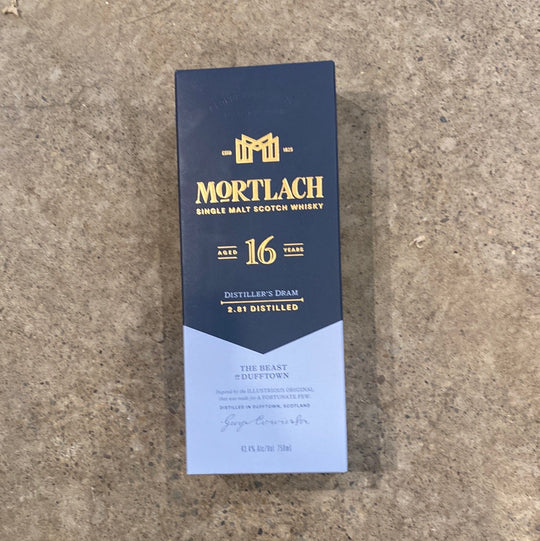 ESTD 1823
MORTLACH
SINGLE MALT SCOTCH WHISKY
AGED 16 YEARS
DISTILLER'S DRAM
2.81 DISTILLED
THE BEAST
OF DUFFTOWN
Inspired by the ILLUSTRIOUS ORIGINAL
that was made for A FORTUNATE FEW.
DISTILLED IN DUFFTOWN, SCOTLAND
43.4% Alc/Vol 750ml